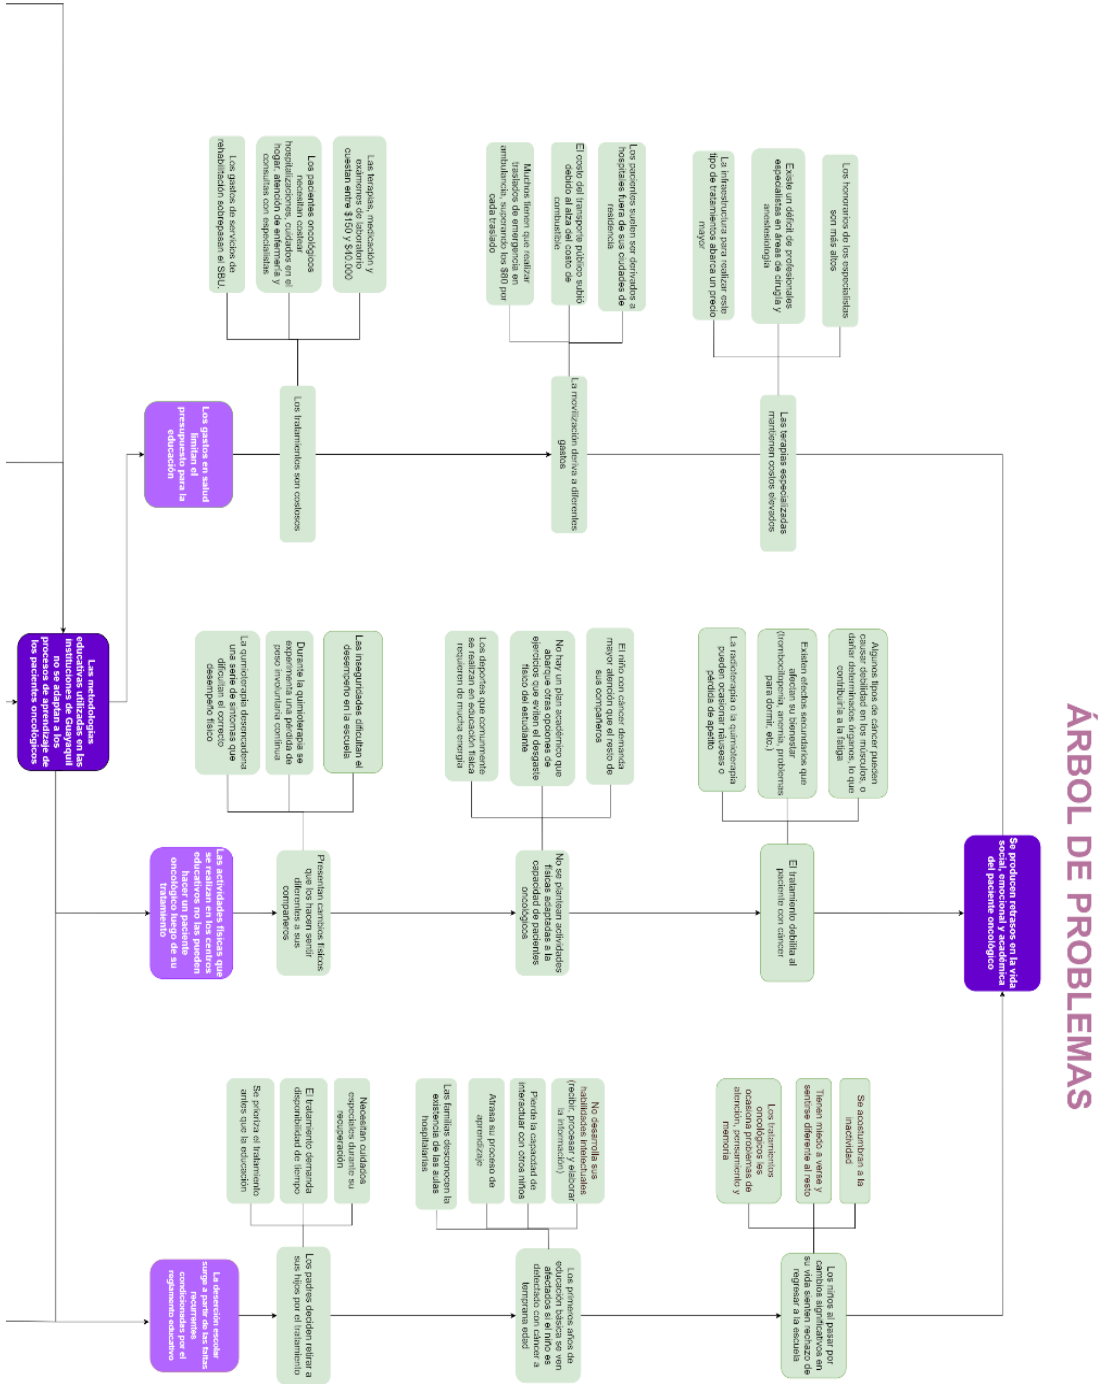 ÁRBOL DE PROBLEMAS
Se producen retrasos en la vida
social, emocional y académica
del paciente oncológico
Los honorarios de los especialistas
son más altos
Existe un déficit de profesionales
especialistas en áreas de cirugía y
anestesiología
La infraestructura para realizar este
tipo de tratamientos abarca un precio
mayor
Las terapias especializadas
mantienen costos elevados
Algunos tipos de cáncer pueden
causar debilidad en los músculos, o
dañar determinados órganos, lo que
contribuiría a la fatiga
Existen efectos secundarios que
afectan su bienestar
(trombocitopenia, anemia, problemas
para dormir, etc.)
La radioterapia o la quimioterapia
pueden ocasionar náuseas o
pérdida de apetito
El tratamiento debilita al
paciente con cáncer
Se acostumbran a la
inactividad
Tienen miedo a verse y
sentirse diferente al resto
Los tratamientos
oncológicos les
ocasiona problemas de
atención, pensamiento y
memoria
Los niños al pasar por
cambios significativos en
su vida sienten rechazo de
regresar a la escuela
Los pacientes suelen ser derivados a
hospitales fuera de sus ciudades de
residencia
El costo del transporte público subió
debido al alza del costo de
combustible
Muchos tienen que realizar
traslados de emergencia en
ambulancia, superando los $80 por
cada traslado
La movilización deriva a diferentes
gastos
El niño con cáncer demanda
mayor atención que el resto de
sus compañeros
No hay un plan académico que
abarque otras opciones de
ejercicios que eviten el desgaste
físico del estudiante
Los deportes que comunmente
se realizan en educación física
requieren de mucha energía
No se plantean actividades
físicas adaptadas a la
capacidad de pacientes
oncológicos
No desarrolla sus
habilidades intelectuales
(recibir, procesar y elaborar
la información)
Pierde la capacidad de
interactuar con otros niños
Atrasa su proceso de
aprendizaje
Las familias desconocen la
existencia de las aulas
hospitalarias
Los primeros años de
educación básica se ven
afectados si el niño es
detectado con cáncer a
temprana edad
Las terapias, medicación y
exámenes de laboratorio
cuestan entre $150 y $40.000
Los pacientes oncológicos
necesitan costear
hospitalizaciones, cuidados en el
hogar, atención de enfermería y
consultas con especialistas
Los gastos de servicios de
rehabilitación sobrepasan el SBU.
Los tratamientos son costosos
Las inseguridades dificultan el
desempeño en la escuela
Durante la quimioterapia se
experimenta una pérdida de
peso involuntaria continua
La quimioterapia desencadena
una serie de síntomas que
dificultan el correcto
desempeño físico
Presentan cambios físicos
que los hacen sentir
diferentes a sus
compañeros
Necesitan cuidados
especiales durante su
recuperación
El tratamiento demanda
disponibilidad de tiempo
Se prioriza el tratamiento
antes que la educación
Los padres deciden retirar a
sus hijos por el tratamiento
Los gastos en salud
limitan el
presupuesto para la
educación
Las actividades físicas que
se realizan en los centros
educativos no las pueden
hacer un paciente
oncológico luego de su
tratamiento
La deserción escolar
surge a partir de las faltas
recurrentes
condicionadas por el
reglamento educativo
Las metodologías
educativas utilizadas en las
instituciones de Guayaquil
no se adaptan a los
procesos de aprendizaje de
los pacientes oncológicos